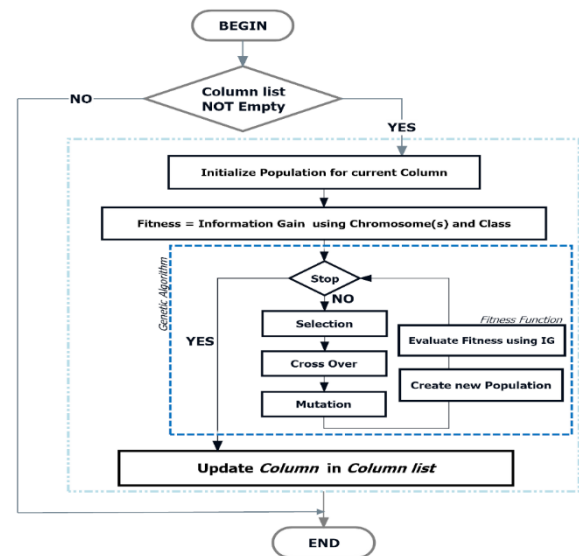 BEGIN
Column list
NOT Empty
NO
YES
Initialize Population for current Column
Fitness = Information Gain using Chromosome(s) and Class
Genetic Algorithm
Stop
NO
YES
Fitness Function
Selection
Evaluate Fitness using IG
Cross Over
Create new Population
Mutation
Update Column in Column list
END